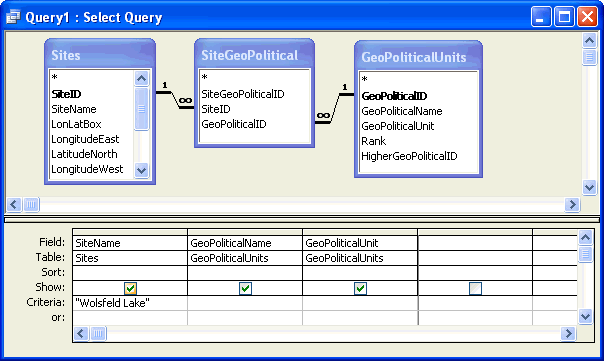 Query1 : Select Query
Sites
*
SiteID
SiteName
LonLatBox
LongitudeEast
LatitudeNorth
LongitudeWest
1
∞
SiteGeoPolitical
*
SiteGeoPoliticalID
SiteID
GeoPoliticalID
∞
1
GeoPoliticalUnits
*
GeoPoliticalID
GeoPoliticalName
GeoPoliticalUnit
Rank
HigherGeoPoliticalID
Field: SiteName GeoPoliticalName GeoPoliticalUnit
Table: Sites GeoPoliticalUnits GeoPoliticalUnits
Sort:
Show:
Criteria: "Wolsfeld Lake"
or: